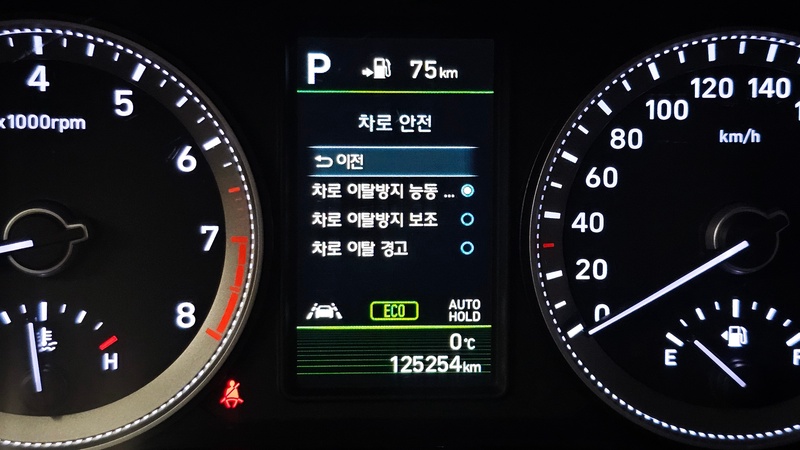 4
5
6
7
8
x1000rpm
H
P
75km
차로 안전
이전
차로 이탈방지 능동 ...
차로 이탈방지 보조
차로 이탈 경고
ECO
AUTO
HOLD
0℃
125254km
0
20
40
60
80
100
120
140
km/h
E